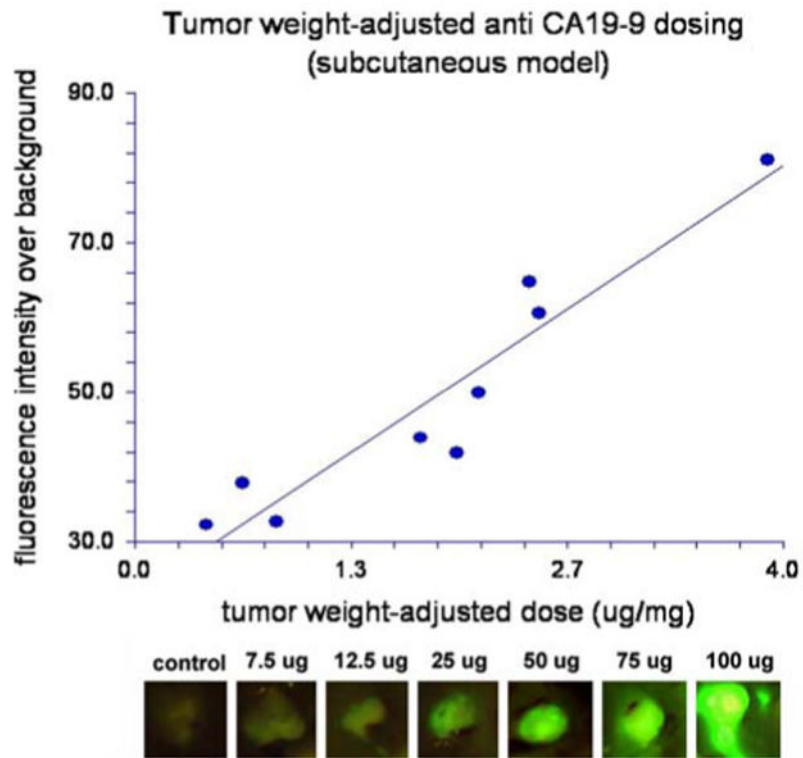 Tumor weight-adjusted anti CA19-9 dosing
(subcutaneous model)
fluorescence intensity over background
90.0
70.0
50.0
30.0
0.0 1.3 2.7 4.0
tumor weight-adjusted dose (ug/mg)
control 7.5 ug 12.5 ug 25 ug 50 ug 75 ug 100 ug